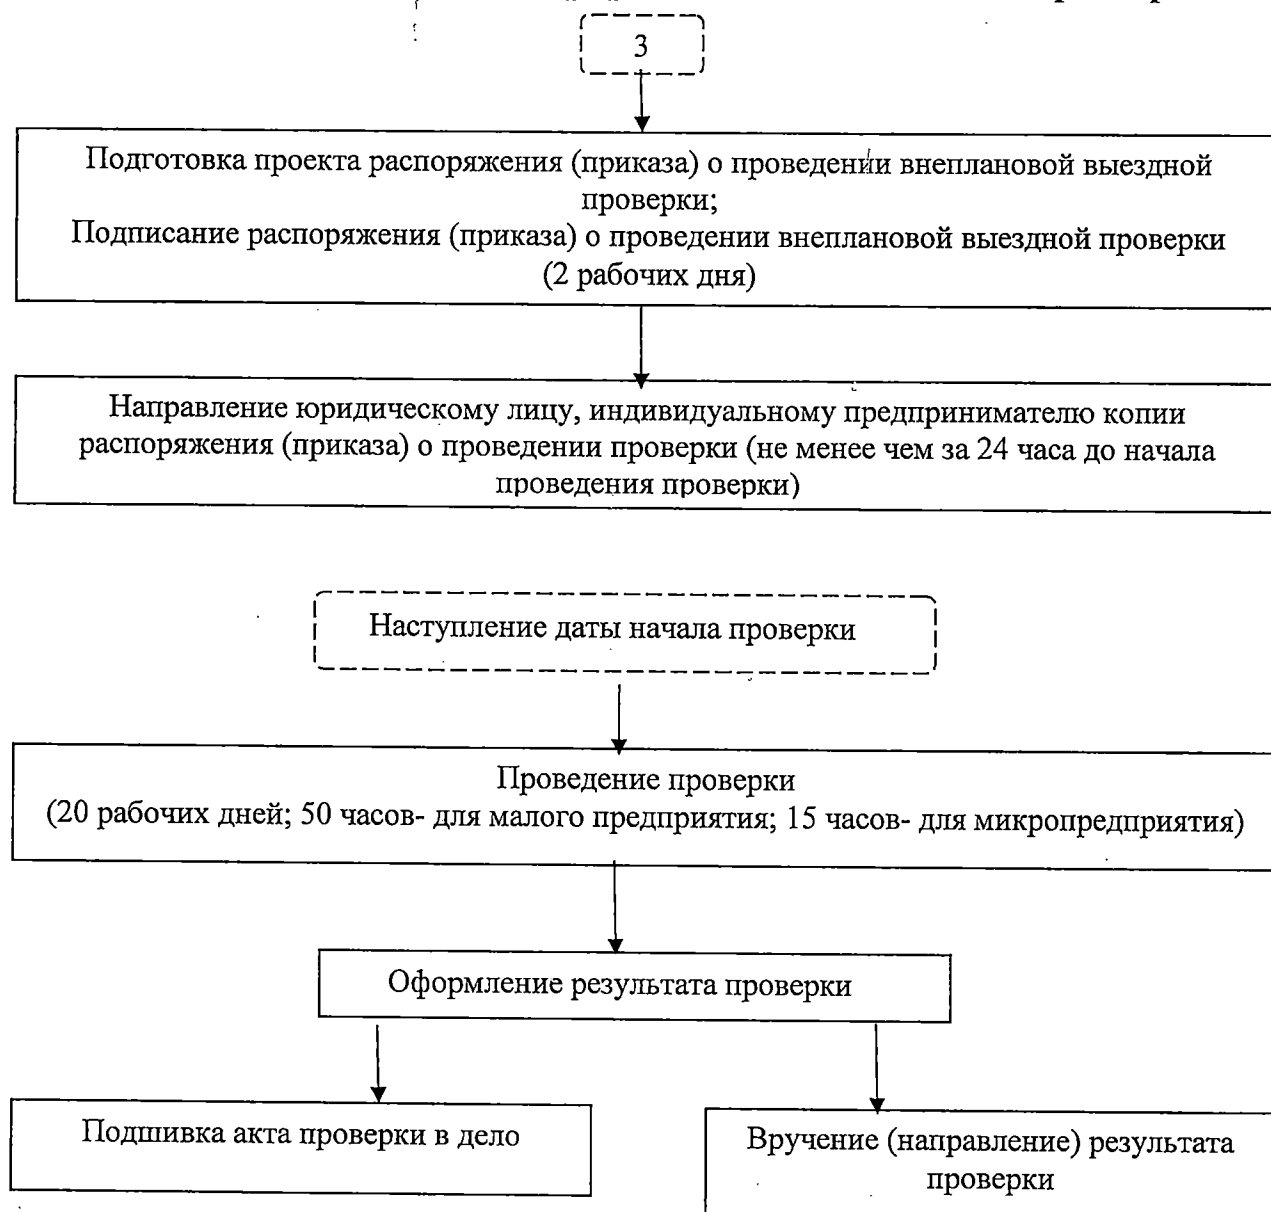 3
Подготовка проекта распоряжения (приказа) о проведении внеплановой выездной
проверки;
Подписание распоряжения (приказа) о проведении внеплановой выездной проверки
(2 рабочих дня)
Направление юридическому лицу, индивидуальному предпринимателю копии
распоряжения (приказа) о проведении проверки (не менее чем за 24 часа до начала
проведения проверки)
Наступление даты начала проверки
Проведение проверки
(20 рабочих дней; 50 часов- для малого предприятия; 15 часов- для микропредприятия)
Оформление результата проверки
Подшивка акта проверки в дело
Вручение (направление) результата
проверки